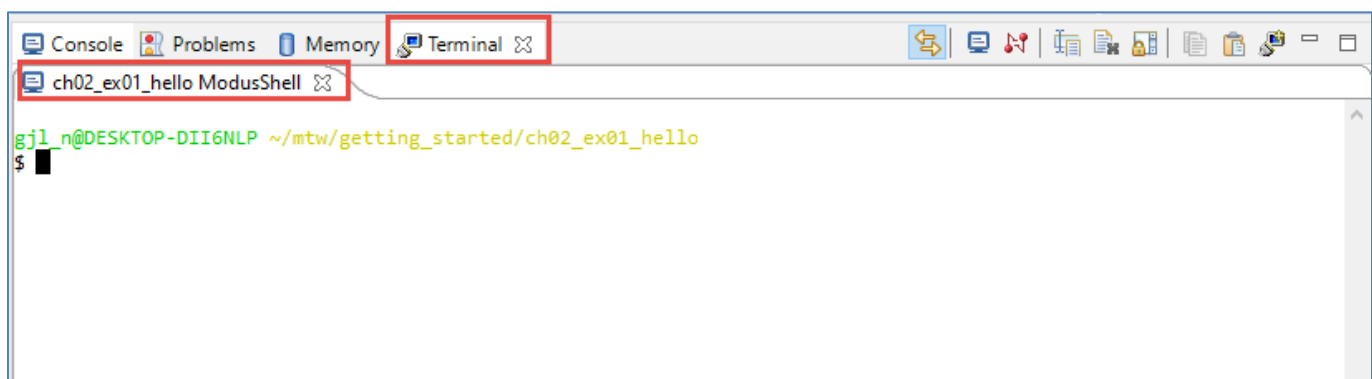 Console Problems Memory Terminal
ch02_ex01_hello ModusShell
gjl_n@DESKTOP-DII6NLP ~/mtw/getting_started/ch02_ex01_hello
$